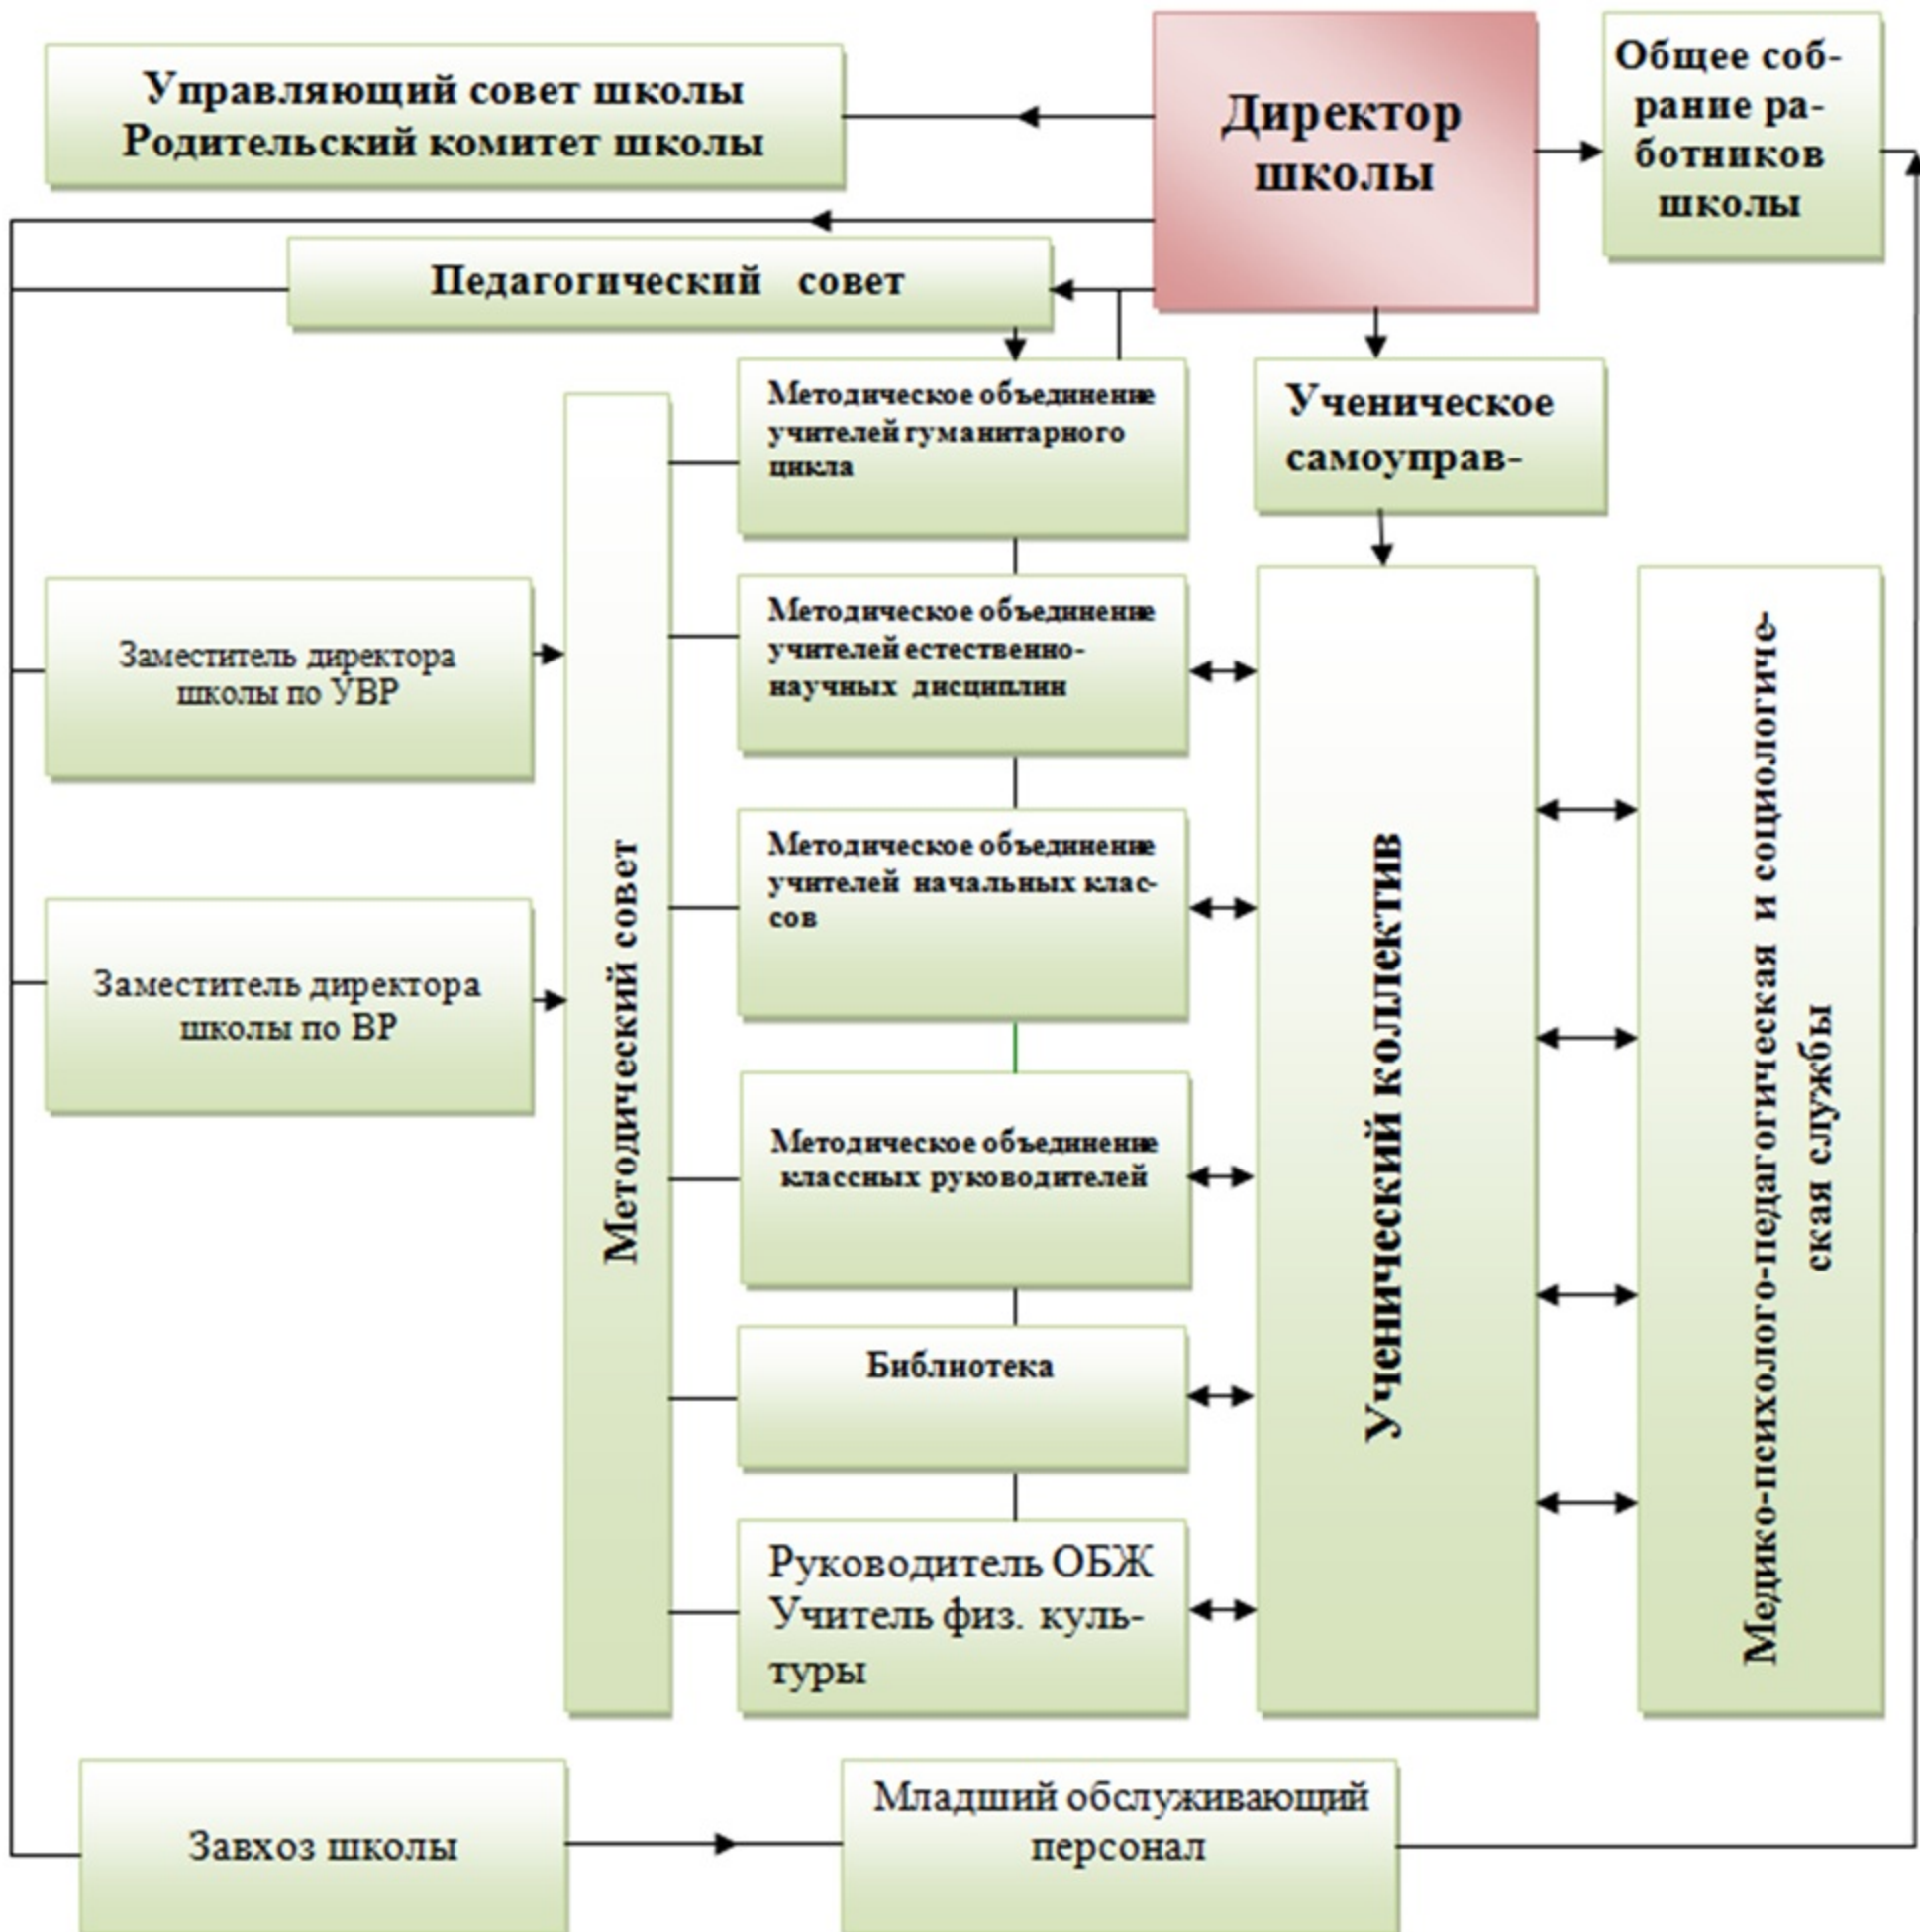 Управляющий совет школы
Родительский комитет школы
Директор
школы
Общее соб-
рание ра-
ботников
школы
Педагогический совет
Методическое объединение
учителей гуманитарного
цикла
Ученическое
самоуправ-
Заместитель директора
школы по УВР
Методическое объединение
учителей естественно-
научных дисциплин
Заместитель директора
школы по ВР
Методический совет
Методическое объединение
учителей начальных клас-
сов
Методическое объединение
классных руководителей
Библиотека
Руководитель ОБЖ
Учитель физ. куль-
туры
Ученический коллектив
Медико-психолого-педагогическая и социологиче-
ская службы
Завхоз школы
Младший обслуживающий
персонал